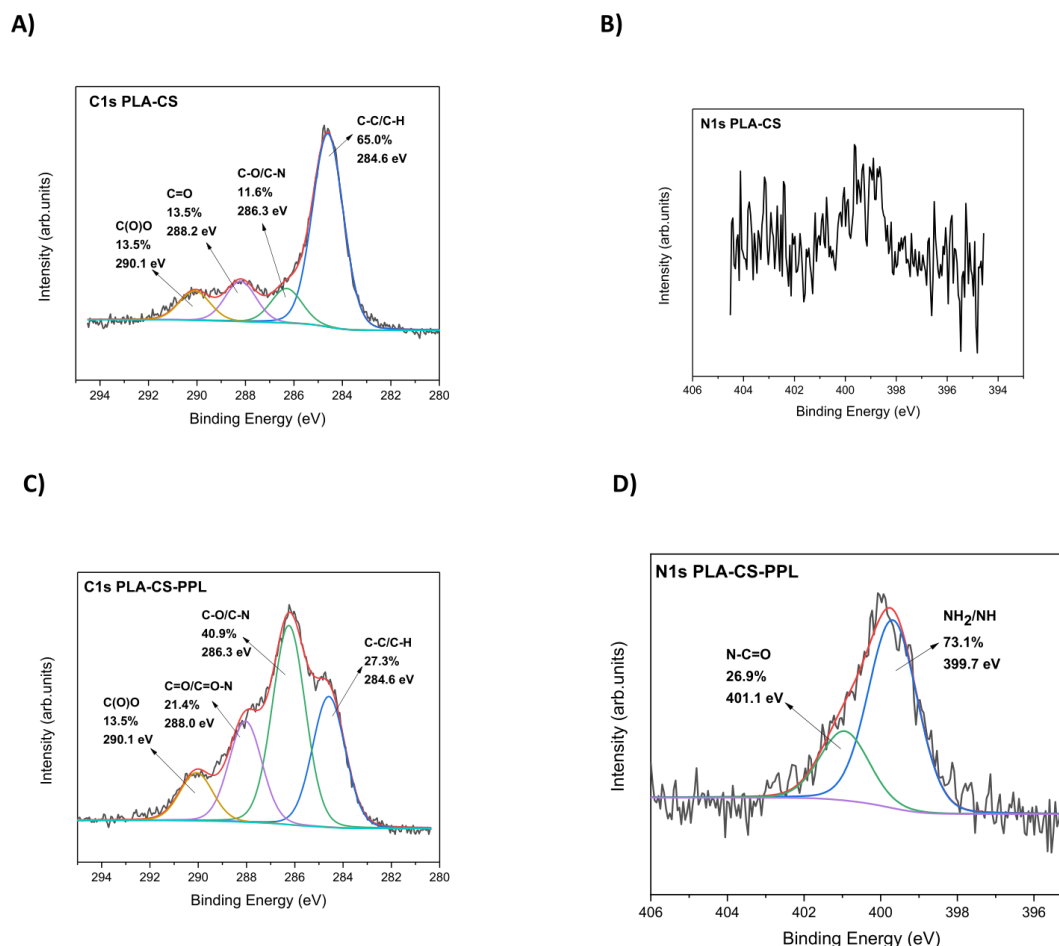 A)
B)
C1s PLA-CS
C-C/C-H
65.0%
284.6 eV
C-O/C-N
11.6%
286.3 eV
C=O
13.5%
288.2 eV
C(O)O
13.5%
290.1 eV
Intensity (arb.units)
294 292 290 288 286 284 282 280
Binding Energy (eV)
N1s PLA-CS
Intensity (arb.units)
406 404 402 400 398 396 394
Binding Energy (eV)
C)
D)
C1s PLA-CS-PPL
C-O/C-N
40.9%
286.3 eV
C-C/C-H
27.3%
284.6 eV
C=O/C=O-N
21.4%
288.0 eV
C(O)O
13.5%
290.1 eV
Intensity (arb.units)
294 292 290 288 286 284 282 280
Binding Energy (eV)
N1s PLA-CS-PPL
NH2/NH
73.1%
399.7 eV
N-C=O
26.9%
401.1 eV
Intensity (arb.units)
406 404 402 400 398 396
Binding Energy (eV)